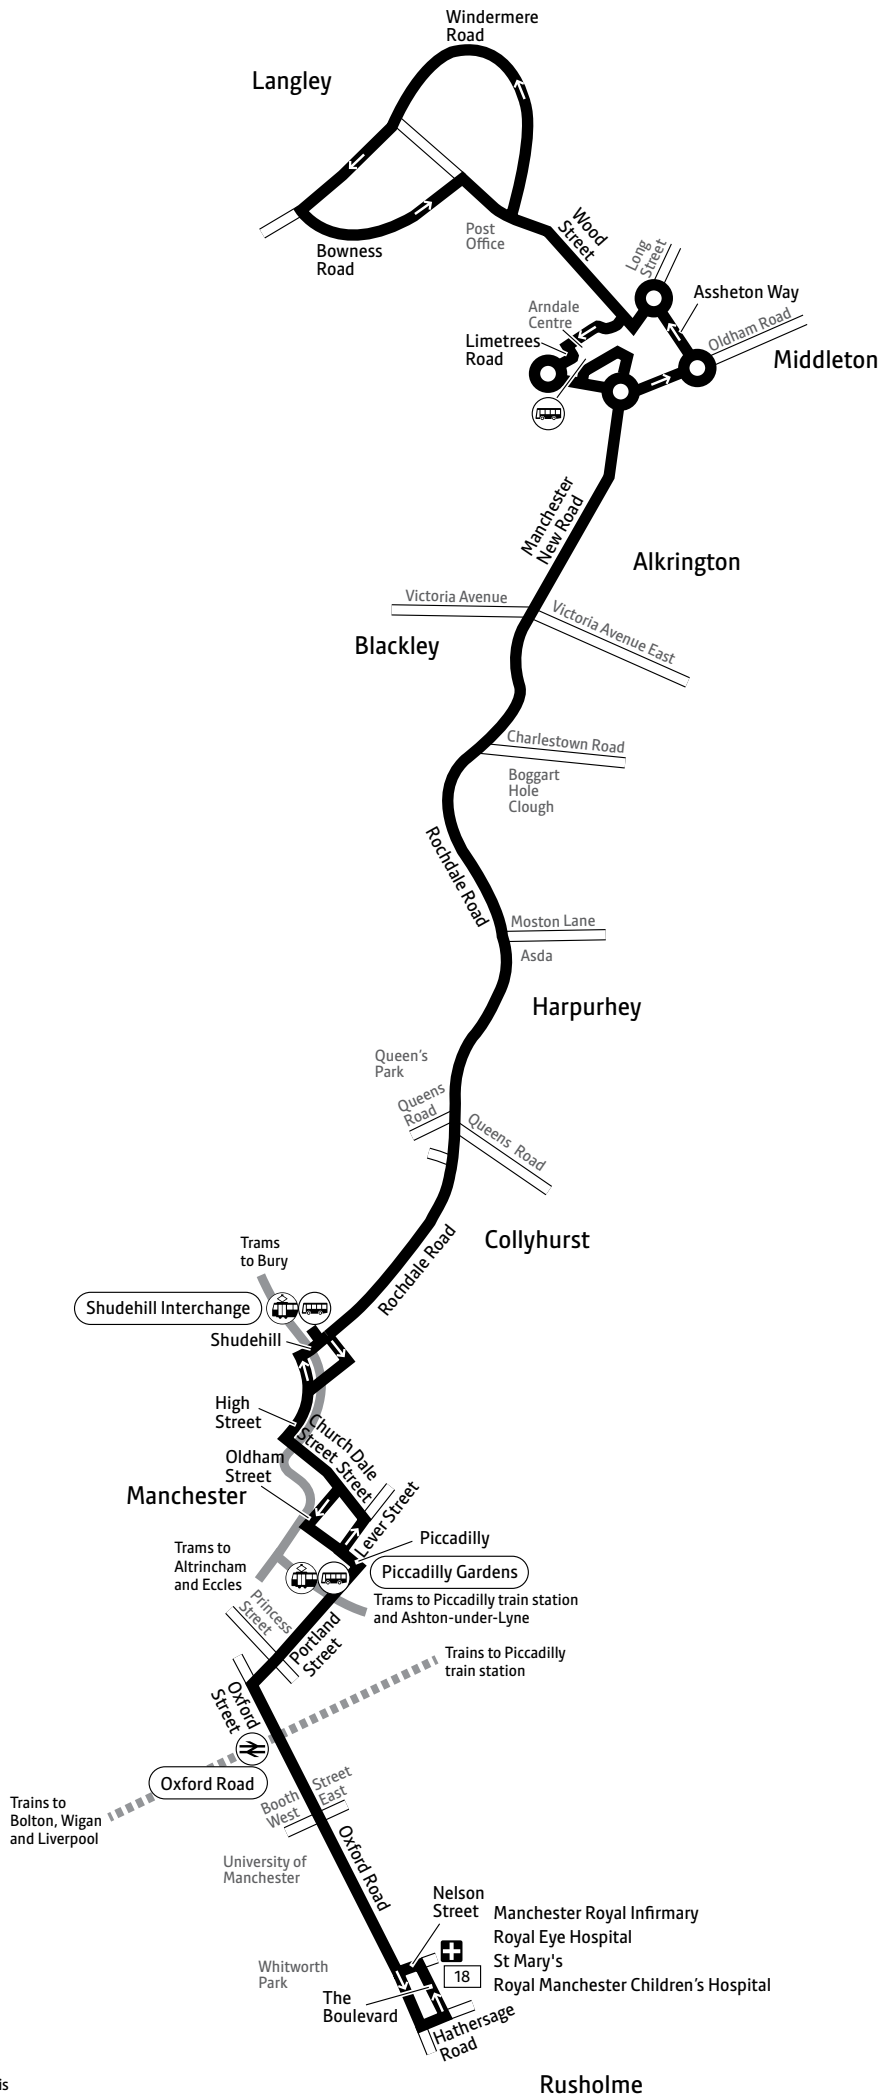 Windermere
Road
Langley
Wood
Street
Post
Office
Bowness
Road
Long
Street
Assheton Way
Arndale
Centre
Oldham Road
Limetrees
Road
Middleton
Manchester
New Road
Alkrington
Victoria Avenue
Victoria Avenue East
Blackley
Charlestown Road
Boggart
Hole
Clough
Rochdale Road
Moston Lane
Asda
Harpurhey
Queen's
Park
Queens
Road
Queens Road
Collyhurst
Rochdale Road
Trams
to Bury
Shudehill Interchange
Shudehill
High
Street
Church
Street
Dale
Street
Oldham
Street
Manchester
Lever Street
Piccadilly
Trams to
Altrincham
and Eccles
Piccadilly Gardens
Trams to Piccadilly train station
and Ashton-under-Lyne
Princess
Street
Portland
Street
Trains to Piccadilly
train station
Oxford
Street
Oxford Road
Booth Street
West East
Trains to
Bolton, Wigan
and Liverpool
Oxford Road
University of
Manchester
Nelson
Street
Manchester Royal Infirmary
Royal Eye Hospital
St Mary's
Royal Manchester Children's Hospital
18
Whitworth
Park
The
Boulevard
Hathersage
Road
Rusholme
is